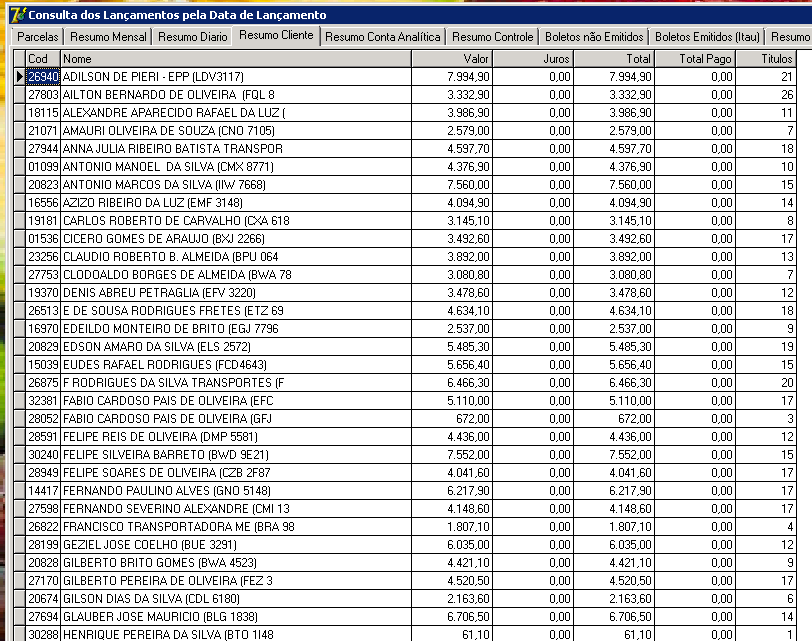 Consulta dos Lançamentos pela Data de Lançamento
Parcelas Resumo Mensal Resumo Diario Resumo Cliente Resumo Conta Analítica Resumo Controle Boletos não Emitidos Boletos Emitidos (Itau) Resumo
Cod Nome Valor Juros Total Total Pago Titulos
26940 ADILSON DE PIERI - EPP (LDV3117) 7.994,90 0,00 7.994,90 0,00 21
27803 AILTON BERNARDO DE OLIVEIRA (FQL 8 3.332,90 0,00 3.332,90 0,00 26
18115 ALEXANDRE APARECIDO RAFAEL DA LUZ ( 3.986,90 0,00 3.986,90 0,00 11
21071 AMAURI OLIVEIRA DE SOUZA (CNO 7105) 2.579,00 0,00 2.579,00 0,00 7
27944 ANNA JULIA RIBEIRO BATISTA TRANSPOR 4.597,70 0,00 4.597,70 0,00 18
01099 ANTONIO MANOEL DA SILVA (CMX 8771) 4.376,90 0,00 4.376,90 0,00 10
20823 ANTONIO MARCOS DA SILVA (IIW 7668) 7.560,00 0,00 7.560,00 0,00 15
16556 AZIZO RIBEIRO DA LUZ (EMF 3148) 4.094,90 0,00 4.094,90 0,00 14
19181 CARLOS ROBERTO DE CARVALHO (CXA 618 3.145,10 0,00 3.145,10 0,00 8
01536 CICERO GOMES DE ARAUJO (BXJ 2266) 3.492,60 0,00 3.492,60 0,00 17
23256 CLAUDIO ROBERTO B. ALMEIDA (BPU 064 3.892,00 0,00 3.892,00 0,00 13
27753 CLODOALDO BORGES DE ALMEIDA (BWA 78 3.080,80 0,00 3.080,80 0,00 7
19370 DENIS ABREU PETRAGLIA (EFV 3220) 3.478,60 0,00 3.478,60 0,00 12
26513 E DE SOUSA RODRIGUES FRETES (ETZ 69 4.634,10 0,00 4.634,10 0,00 18
16970 EDEILDO MONTEIRO DE BRITO (EGJ 7796 2.537,00 0,00 2.537,00 0,00 9
20829 EDSON AMARO DA SILVA (ELS 2572) 5.485,30 0,00 5.485,30 0,00 19
15039 EUDES RAFAEL RODRIGUES (FCD4643) 5.656,40 0,00 5.656,40 0,00 15
26875 F RODRIGUES DA SILVA TRANSPORTES (F 6.466,30 0,00 6.466,30 0,00 20
32381 FABIO CARDOSO PAIS DE OLIVEIRA (EFC 5.110,00 0,00 5.110,00 0,00 17
28052 FABIO CARDOSO PAIS DE OLIVEIRA (GFJ 672,00 0,00 672,00 0,00 3
28591 FELIPE REIS DE OLIVEIRA (DMP 5581) 4.436,00 0,00 4.436,00 0,00 12
30240 FELIPE SILVEIRA BARRETO (BWD 9E21) 7.552,00 0,00 7.552,00 0,00 15
28949 FELIPE SOARES DE OLIVEIRA (CZB 2F87 4.041,60 0,00 4.041,60 0,00 17
14417 FERNANDO PAULINO ALVES (GNO 5148) 6.217,90 0,00 6.217,90 0,00 17
27598 FERNANDO SEVERINO ALEXANDRE (CMI 13 4.148,60 0,00 4.148,60 0,00 17
26822 FRANCISCO TRANSPORTADORA ME (BRA 98 1.807,10 0,00 1.807,10 0,00 4
28199 GEZIEL JOSE COELHO (BUE 3291) 6.035,00 0,00 6.035,00 0,00 12
20828 GILBERTO BRITO GOMES (BWA 4523) 4.421,10 0,00 4.421,10 0,00 9
27170 GILBERTO PEREIRA DE OLIVEIRA (FEZ 3 4.520,50 0,00 4.520,50 0,00 17
20674 GILSON DIAS DA SILVA (CDL 6180) 2.163,60 0,00 2.163,60 0,00 6
27694 GLAUBER JOSE MAURICIO (BLG 1838) 6.706,50 0,00 6.706,50 0,00 14
30288 HENRIQUE PEREIRA DA SILVA (BTO 1I48 61,10 0,00 61,10 0,00 1